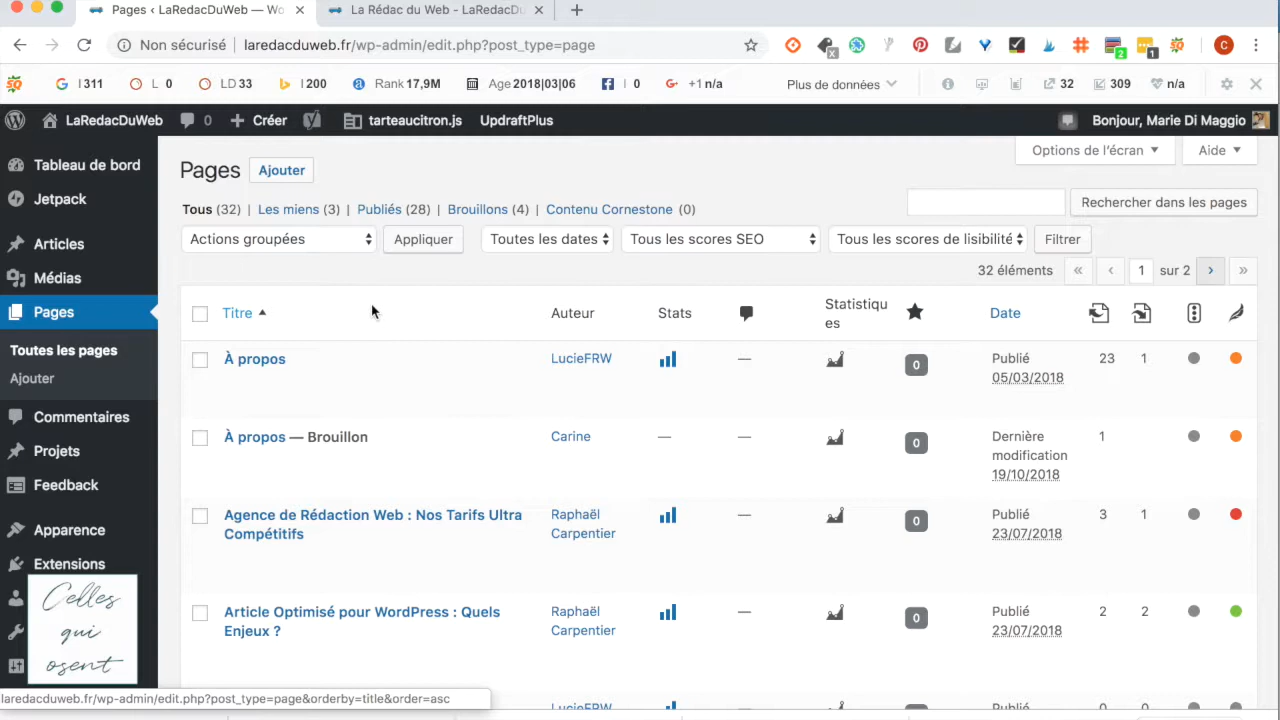 Pages ‹ LaRedacDuWeb — Wo
La Rédac du Web - LaRedacDu
Non sécurisé
laredacduweb.fr/wp-admin/edit.php?post_type=page
x
2
1
C
I 311
L 0
LD 33
I 200
Rank 17,9M
Age 2018|03|06
I 0
+1 n/a
Plus de données
32
309
n/a
LaRedacDuWeb
0
Créer
tarteaucitron.js
UpdraftPlus
Bonjour, Marie Di Maggio
Tableau de bord
Jetpack
Articles
Médias
Pages
Toutes les pages
Ajouter
Commentaires
Projets
Feedback
Apparence
Extensions
Celles
qui
osent
Pages
Ajouter
Options de l'écran
Aide
Tous (32) | Les miens (3) | Publiés (28) | Brouillons (4) | Contenu Cornestone (0)
Rechercher dans les pages
Actions groupées
Appliquer
Toutes les dates
Tous les scores SEO
Tous les scores de lisibilité
Filtrer
32 éléments « ‹ 1 sur 2 › »
Titre
Auteur
Stats
Statistiqu
es
Date
À propos
LucieFRW
—
0
Publié
05/03/2018
23
1
À propos — Brouillon
Carine
—
—
0
Dernière
modification
19/10/2018
1
Agence de Rédaction Web : Nos Tarifs Ultra
Compétitifs
Raphaël
Carpentier
—
0
Publié
23/07/2018
3
1
Article Optimisé pour WordPress : Quels
Enjeux ?
Raphaël
Carpentier
—
0
Publié
23/07/2018
2
2
LucieFRW
Publié
laredacduweb.fr/wp-admin/edit.php?post_type=page&orderby=title&order=asc